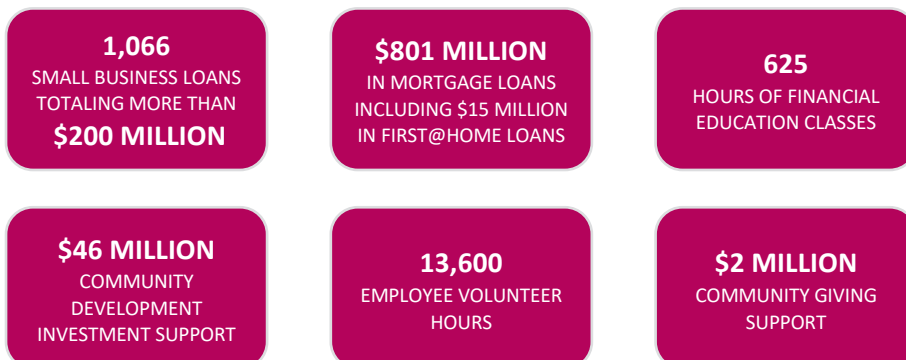 1,066
SMALL BUSINESS LOANS
TOTALING MORE THAN
$200 MILLION
$801 MILLION
IN MORTGAGE LOANS
INCLUDING $15 MILLION
IN FIRST@HOME LOANS
625
HOURS OF FINANCIAL
EDUCATION CLASSES
$46 MILLION
COMMUNITY
DEVELOPMENT
INVESTMENT SUPPORT
13,600
EMPLOYEE VOLUNTEER
HOURS
$2 MILLION
COMMUNITY GIVING
SUPPORT